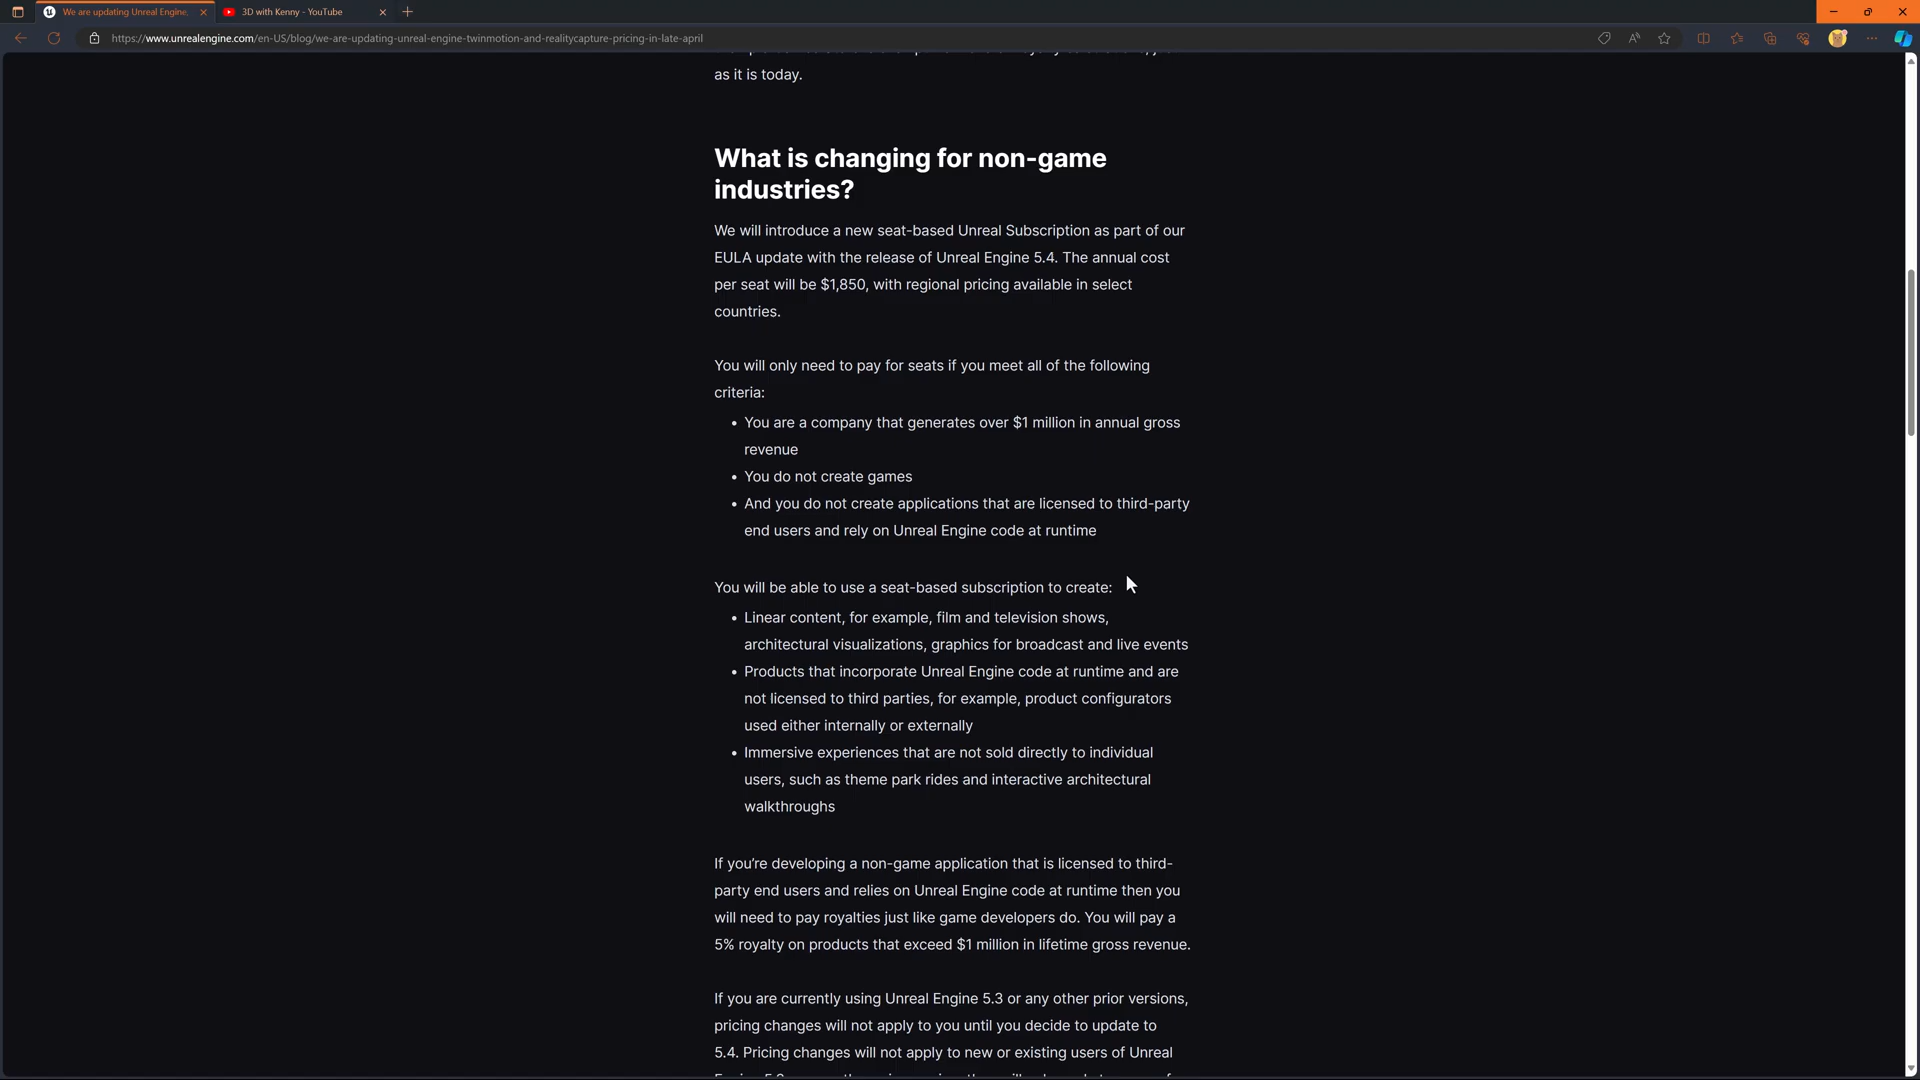 We are updating Unreal Engine,
3D with Kenny - YouTube
https://www.unrealengine.com/en-US/blog/we-are-updating-unreal-engine-twinmotion-and-realitycapture-pricing-in-late-april
as it is today.
What is changing for non-game
industries?
We will introduce a new seat-based Unreal Subscription as part of our
EULA update with the release of Unreal Engine 5.4. The annual cost
per seat will be $1,850, with regional pricing available in select
countries.
You will only need to pay for seats if you meet all of the following
criteria:
• You are a company that generates over $1 million in annual gross
revenue
• You do not create games
• And you do not create applications that are licensed to third-party
end users and rely on Unreal Engine code at runtime
You will be able to use a seat-based subscription to create:
• Linear content, for example, film and television shows,
architectural visualizations, graphics for broadcast and live events
• Products that incorporate Unreal Engine code at runtime and are
not licensed to third parties, for example, product configurators
used either internally or externally
• Immersive experiences that are not sold directly to individual
users, such as theme park rides and interactive architectural
walkthroughs
If you’re developing a non-game application that is licensed to third-
party end users and relies on Unreal Engine code at runtime then you
will need to pay royalties just like game developers do. You will pay a
5% royalty on products that exceed $1 million in lifetime gross revenue.
If you are currently using Unreal Engine 5.3 or any other prior versions,
pricing changes will not apply to you until you decide to update to
5.4. Pricing changes will not apply to new or existing users of Unreal